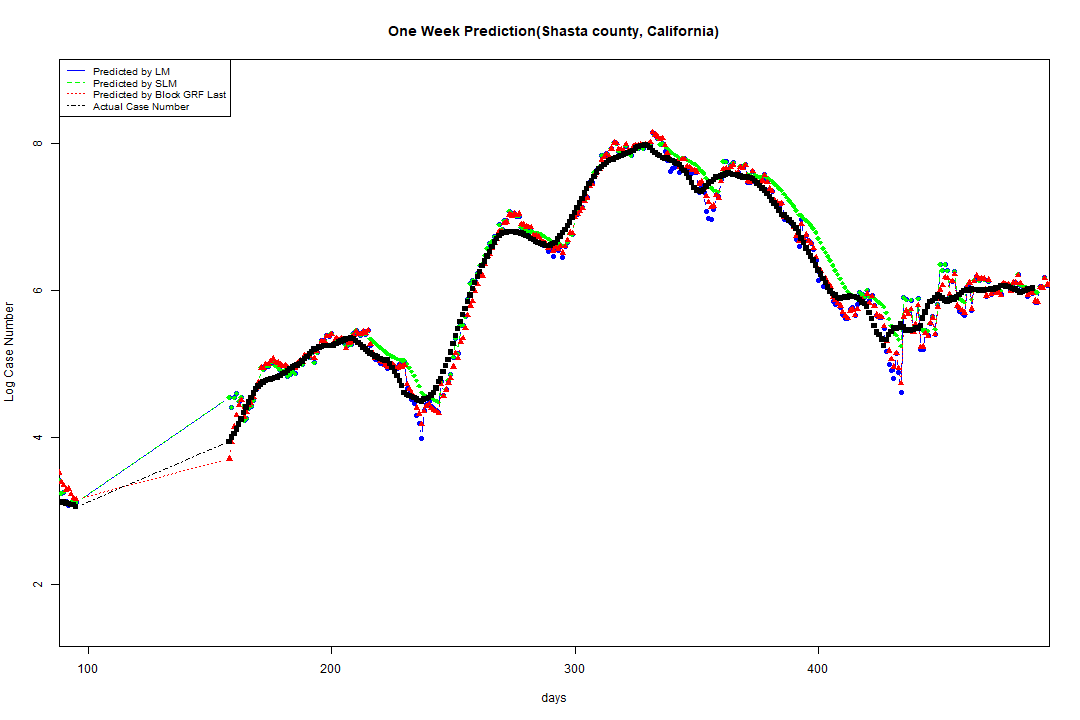 One Week Prediction(Shasta county, California)
Predicted by LM
Predicted by SLM
Predicted by Block GRF Last
Actual Case Number
8
6
4
2
Log Case Number
100 200 300 400
days